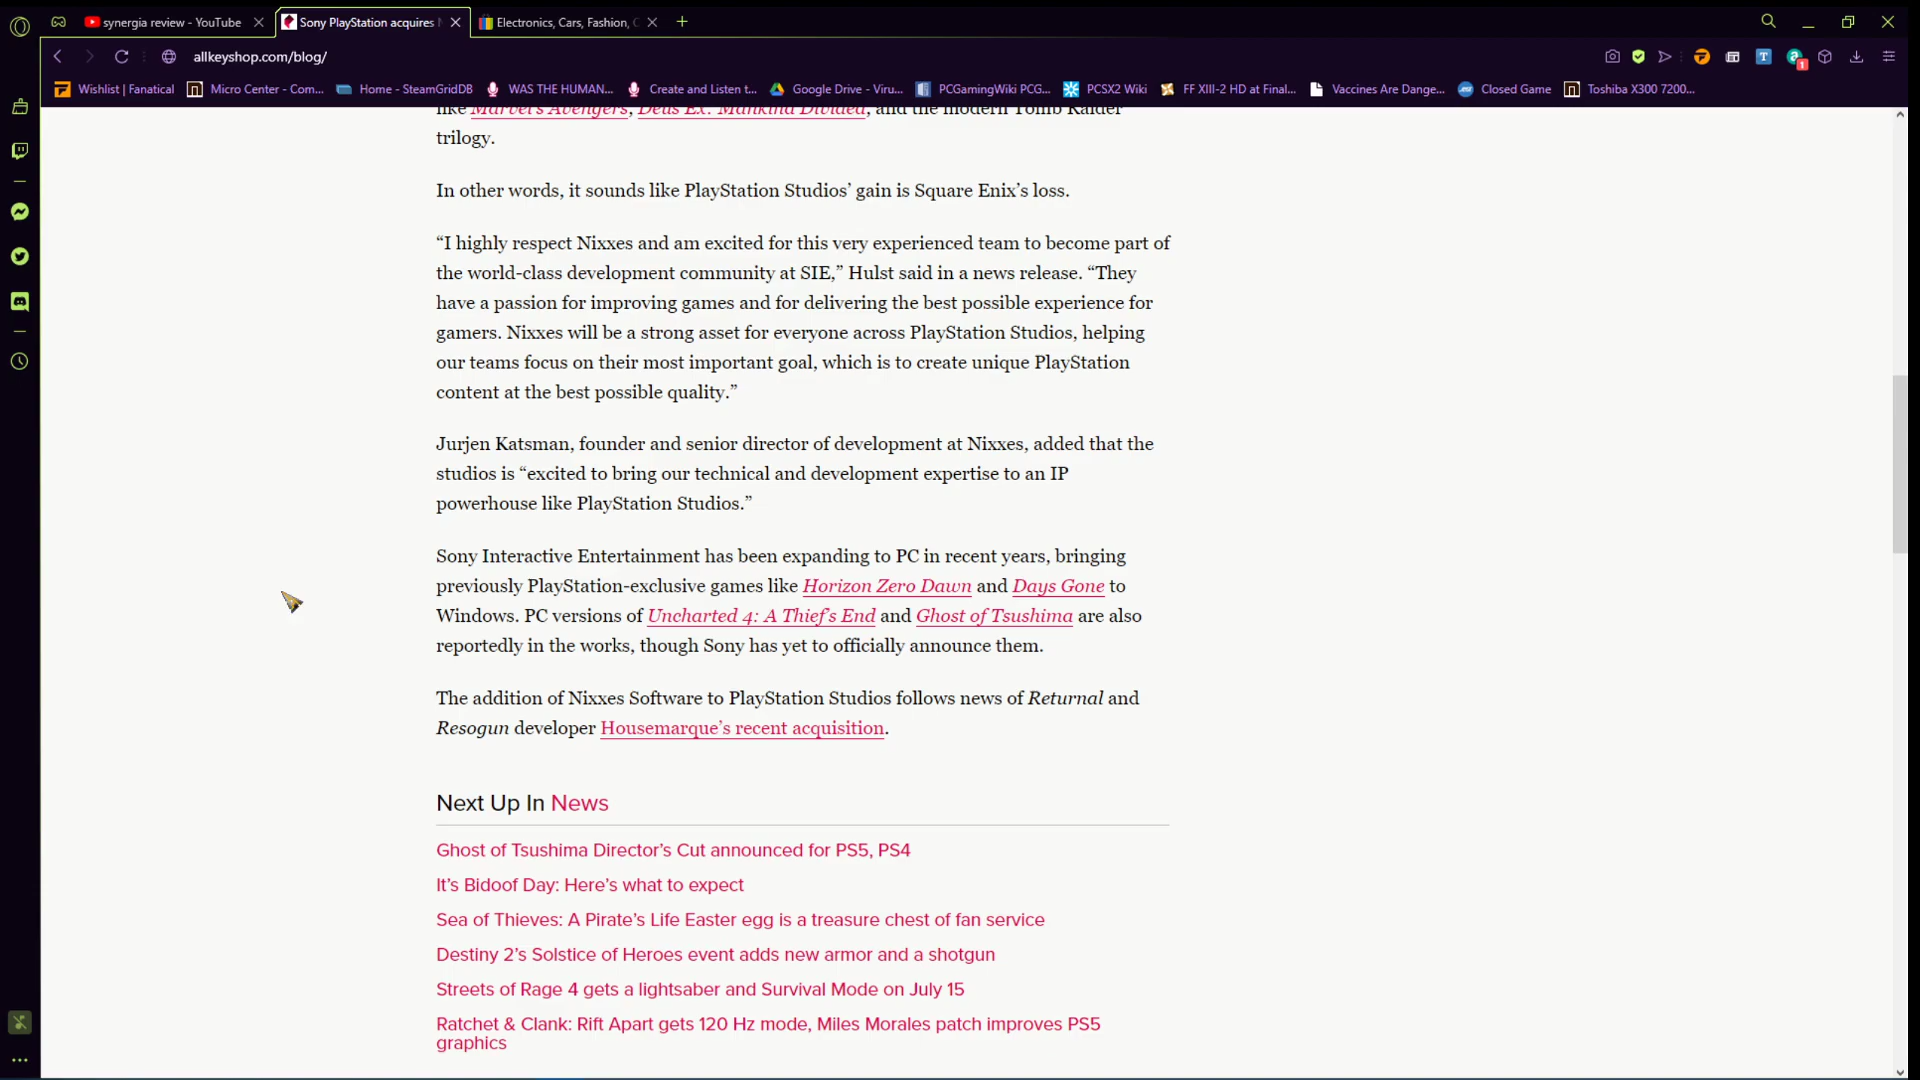 synergia review - YouTube
Sony PlayStation acquires
Electronics, Cars, Fashion, C
allkeyshop.com/blog/
1
Wishlist | Fanatical
Micro Center - Com...
Home - SteamGridDB
WAS THE HUMAN...
Create and Listen t...
Google Drive - Viru...
PCGamingWiki PCG...
PCSX2 Wiki
FF XIII-2 HD at Final...
Vaccines Are Dange...
Closed Game
Toshiba X300 7200...
like Marvel's Avengers, Deus Ex: Mankind Divided, and the modern Tomb Raider
trilogy.
In other words, it sounds like PlayStation Studios’ gain is Square Enix’s loss.
“I highly respect Nixxes and am excited for this very experienced team to become part of
the world-class development community at SIE,” Hulst said in a news release. “They
have a passion for improving games and for delivering the best possible experience for
gamers. Nixxes will be a strong asset for everyone across PlayStation Studios, helping
our teams focus on their most important goal, which is to create unique PlayStation
content at the best possible quality.”
Jurjen Katsman, founder and senior director of development at Nixxes, added that the
studios is “excited to bring our technical and development expertise to an IP
powerhouse like PlayStation Studios.”
Sony Interactive Entertainment has been expanding to PC in recent years, bringing
previously PlayStation-exclusive games like Horizon Zero Dawn and Days Gone to
Windows. PC versions of Uncharted 4: A Thief’s End and Ghost of Tsushima are also
reportedly in the works, though Sony has yet to officially announce them.
The addition of Nixxes Software to PlayStation Studios follows news of Returnal and
Resogun developer Housemarque’s recent acquisition.
Next Up In News
Ghost of Tsushima Director’s Cut announced for PS5, PS4
It’s Bidoof Day: Here’s what to expect
Sea of Thieves: A Pirate’s Life Easter egg is a treasure chest of fan service
Destiny 2’s Solstice of Heroes event adds new armor and a shotgun
Streets of Rage 4 gets a lightsaber and Survival Mode on July 15
Ratchet & Clank: Rift Apart gets 120 Hz mode, Miles Morales patch improves PS5
graphics